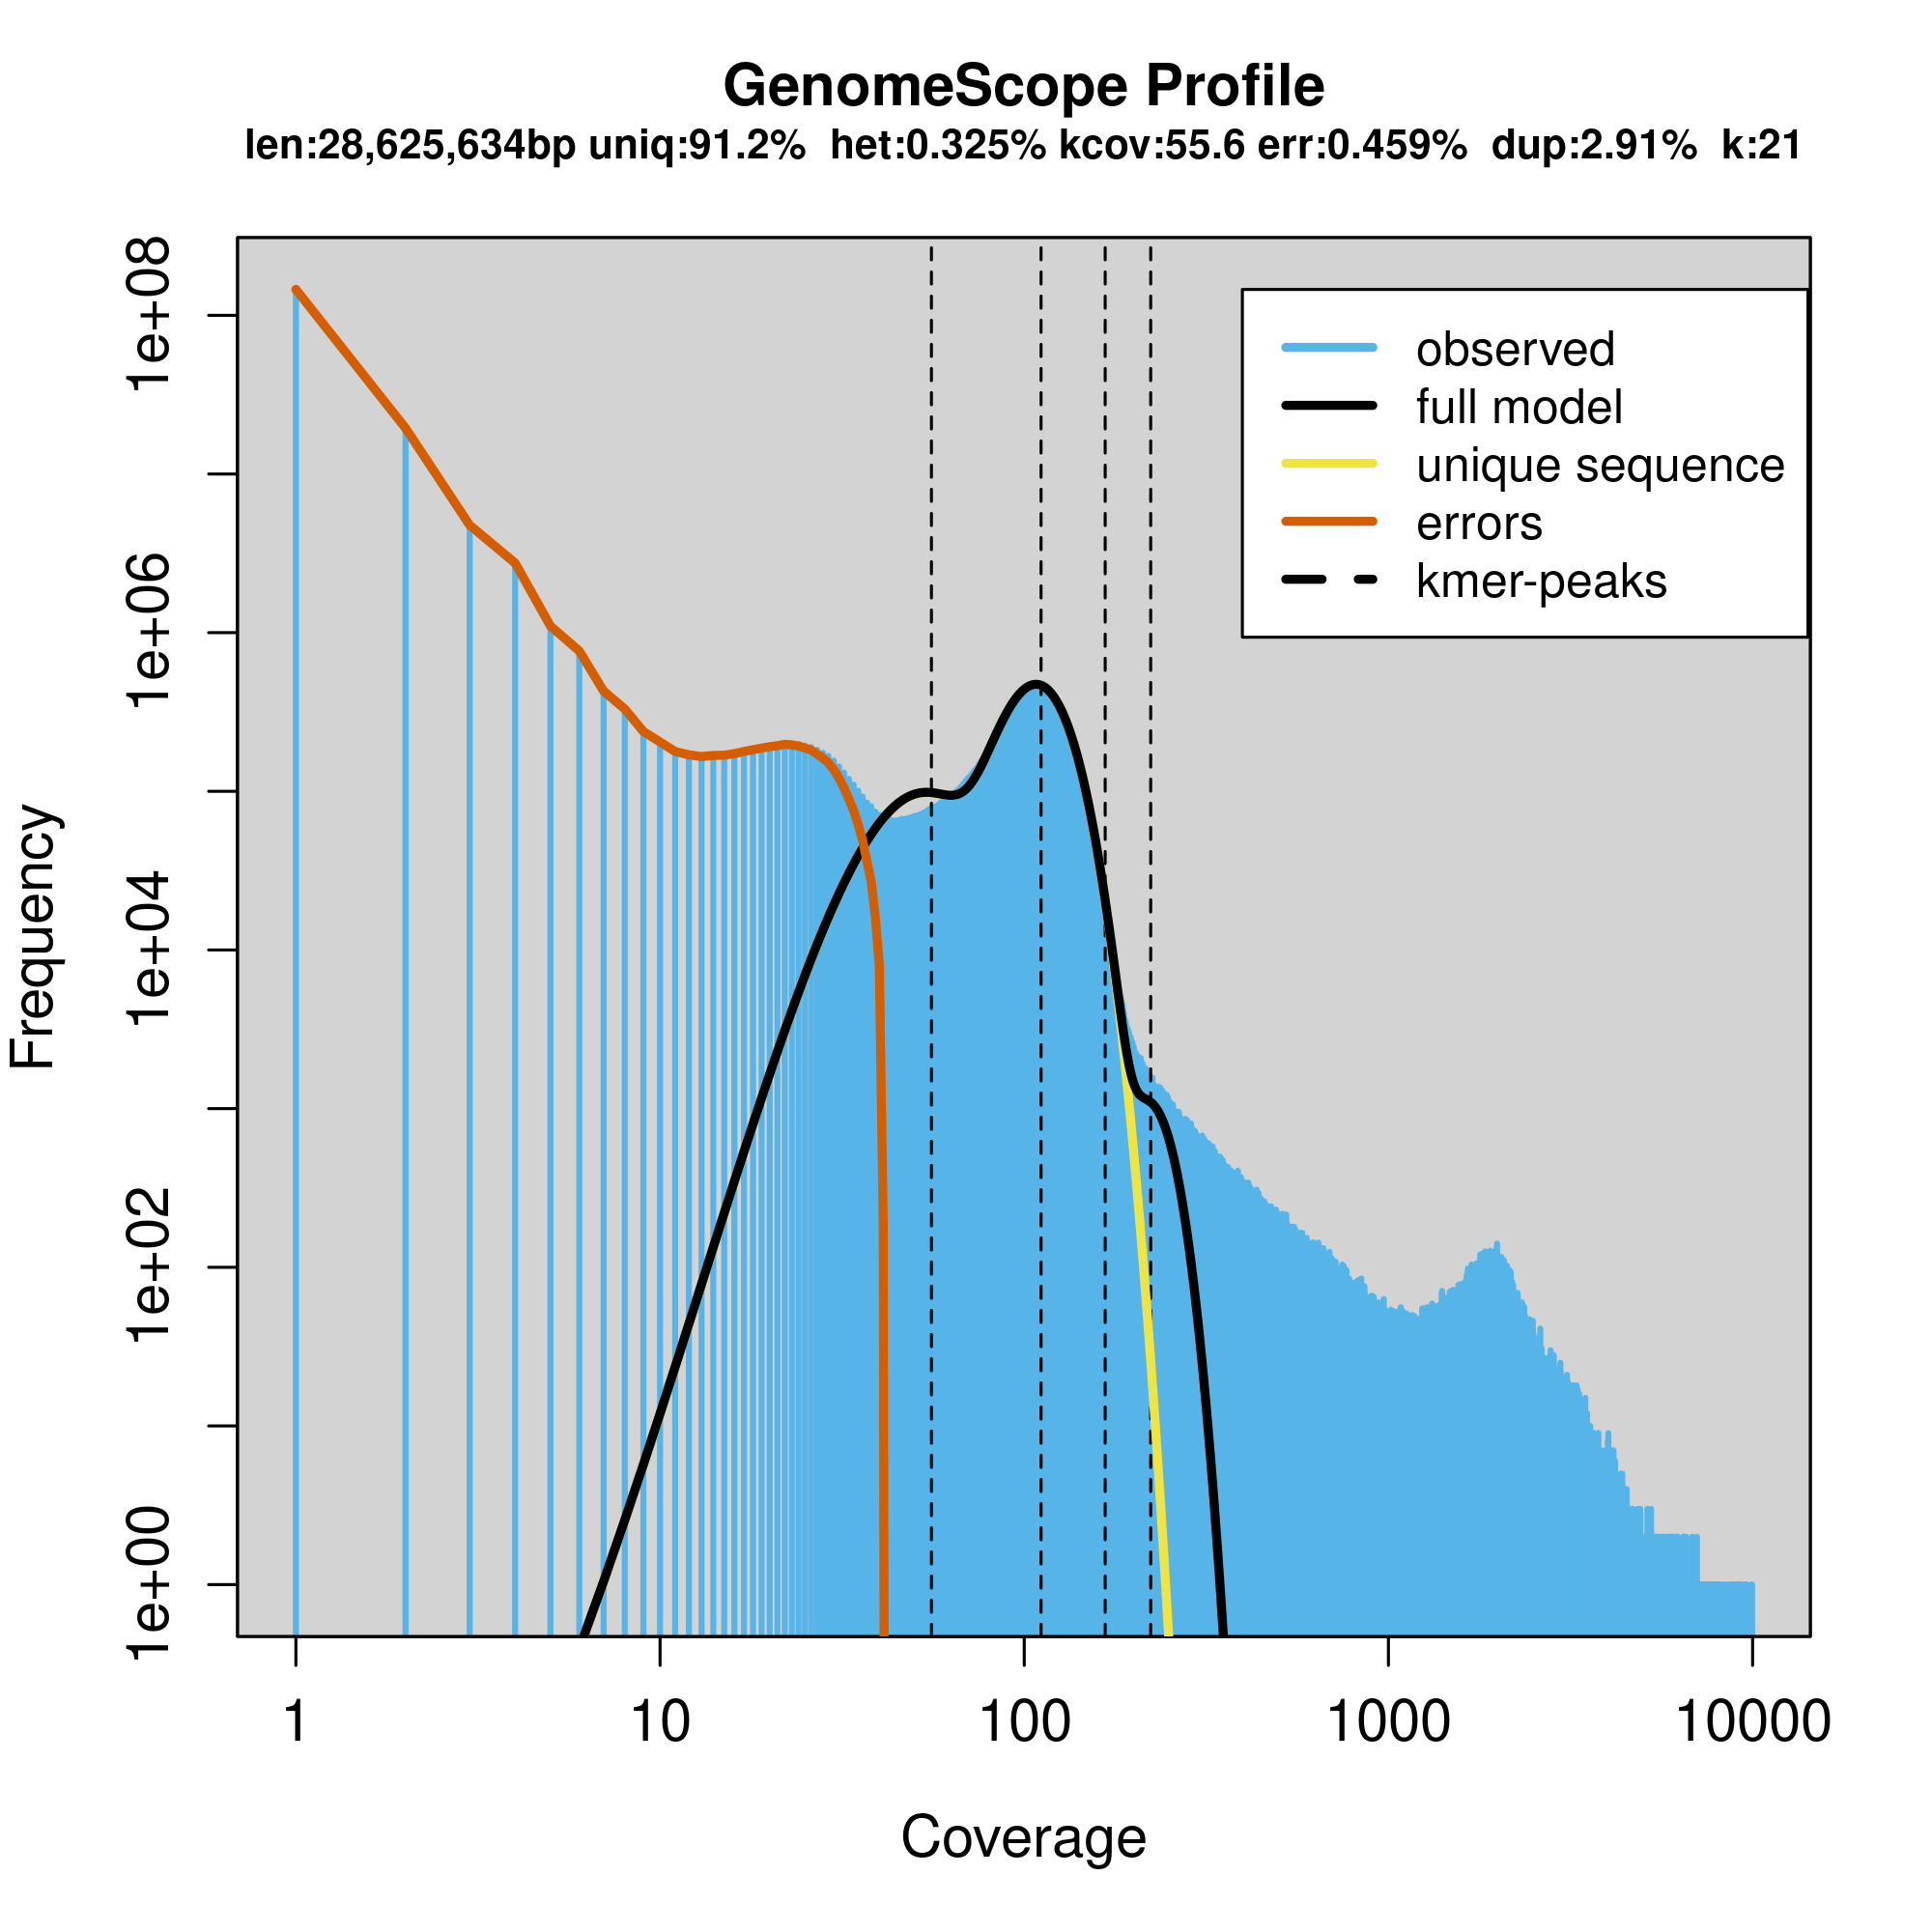 GenomeScope Profile
len:28,625,634bp uniq:91.2% het:0.325% kcov:55.6 err:0.459% dup:2.91% k:21
observed
full model
unique sequence
errors
kmer-peaks
Frequency
1e+08
1e+06
1e+04
1e+02
1e+00
1 10 100 1000 10000
Coverage